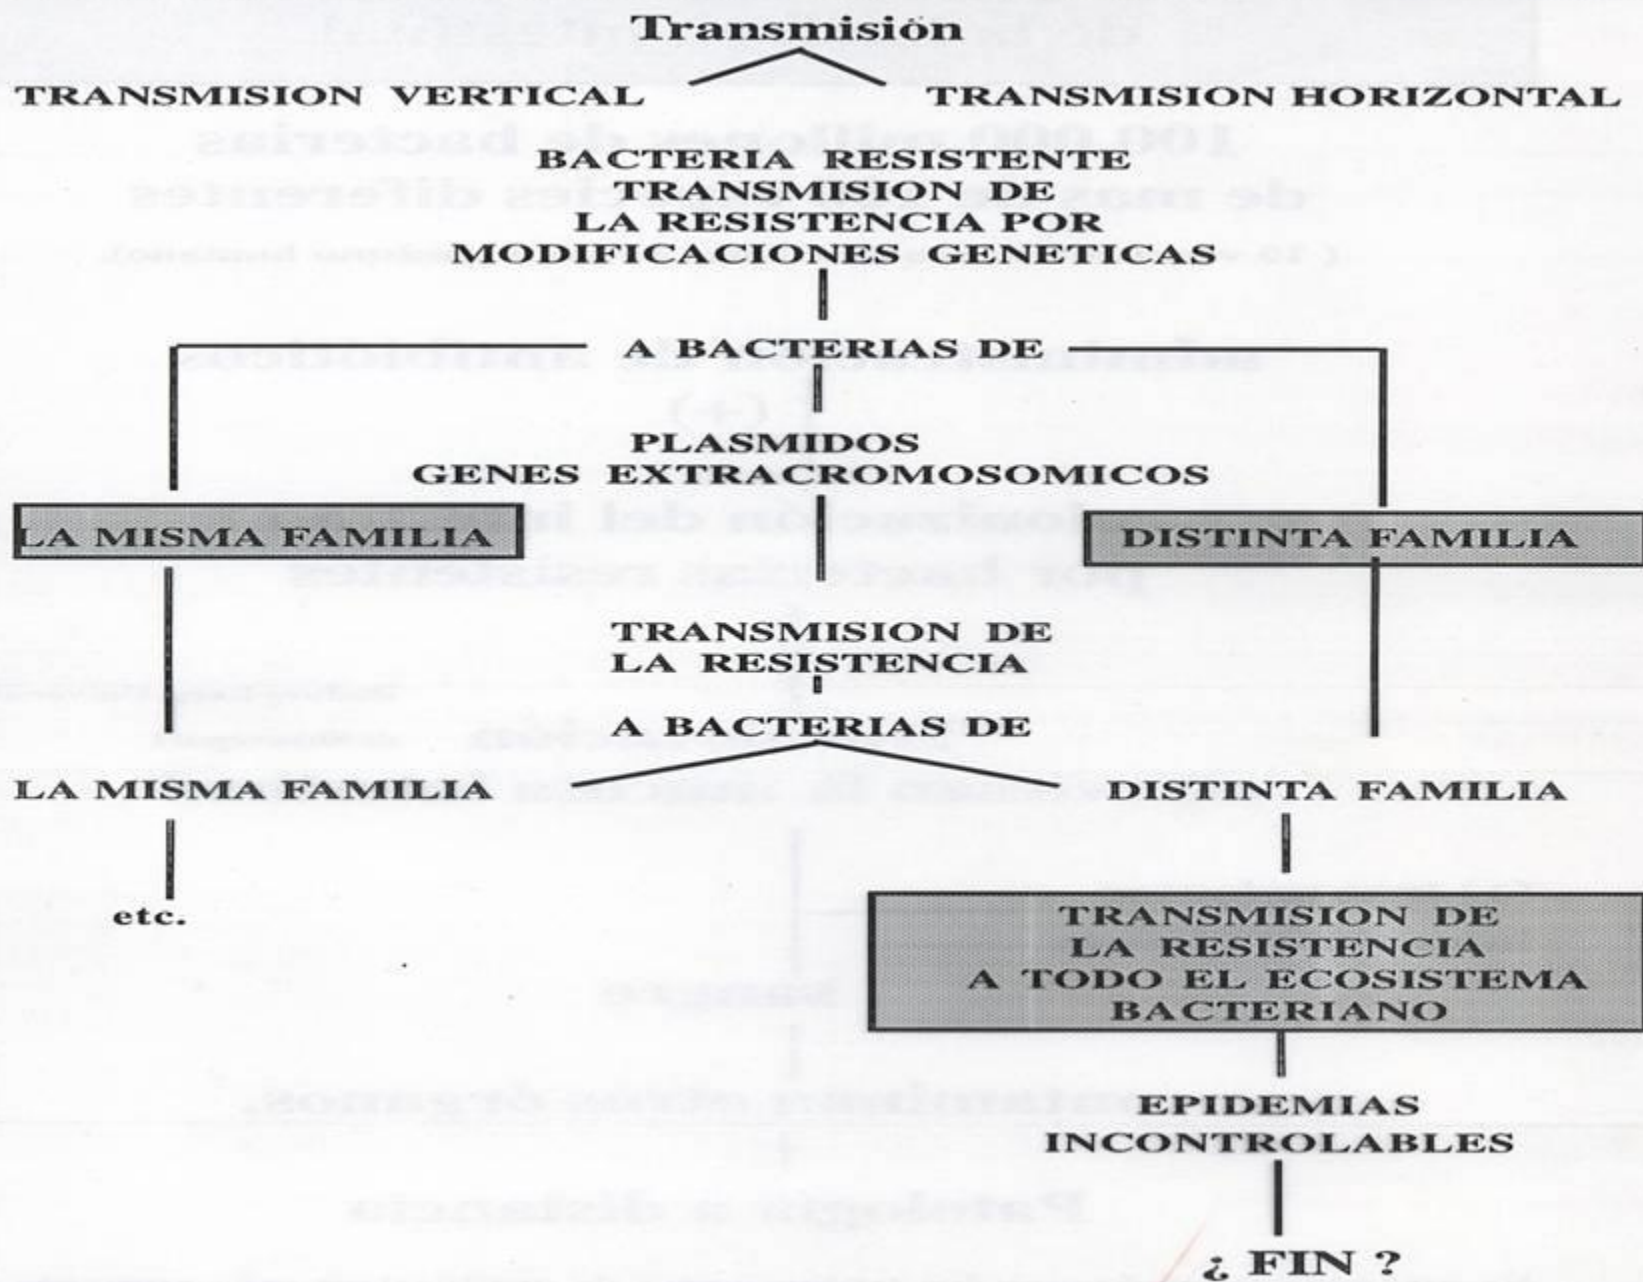 Transmisión
TRANSMISION VERTICAL
TRANSMISION HORIZONTAL
BACTERIA RESISTENTE
TRANSMISION DE
LA RESISTENCIA POR
MODIFICACIONES GENETICAS
A BACTERIAS DE
PLASMIDOS
GENES EXTRACROMOSOMICOS
LA MISMA FAMILIA
DISTINTA FAMILIA
TRANSMISION DE
LA RESISTENCIA
A BACTERIAS DE
LA MISMA FAMILIA
DISTINTA FAMILIA
etc.
TRANSMISION DE
LA RESISTENCIA
A TODO EL ECOSISTEMA
BACTERIANO
EPIDEMIAS
INCONTROLABLES
¿ FIN ?